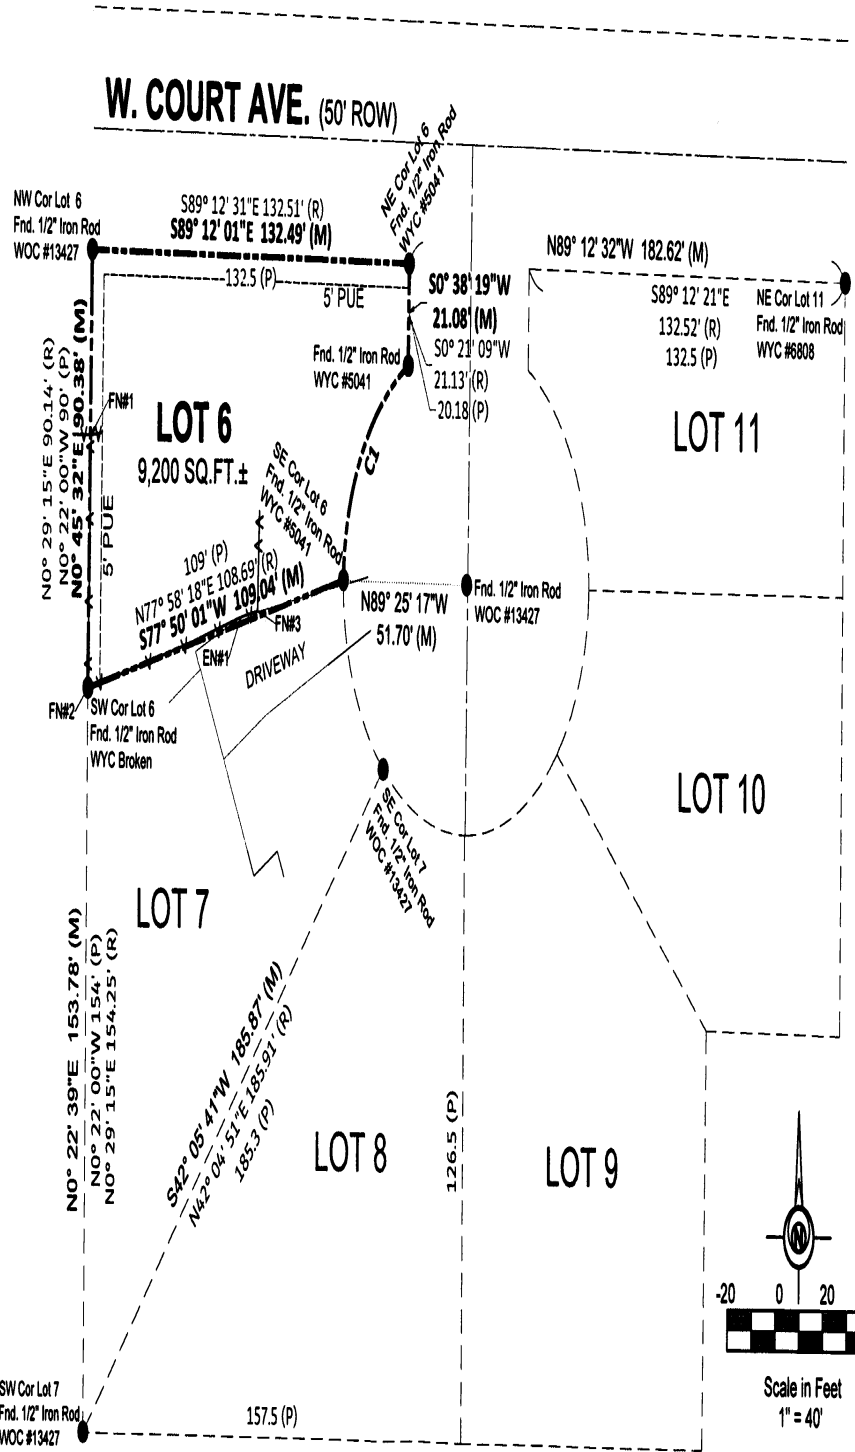 W. COURT AVE. (50' ROW)
NE Cor Lot 6
Fnd. 1/2" Iron Rod
WYC #5041
NW Cor Lot 6
Fnd. 1/2" Iron Rod
WOC #13427
S89° 12' 31"E 132.51' (R)
S89° 12' 01"E 132.49' (M)
132.5 (P)
5' PUE
S0° 38' 19"W
21.08' (M)
S0° 21' 09"W
21.13' (R)
20.18 (P)
N89° 12' 32"W 182.62' (M)
S89° 12' 21"E
132.52' (R)
132.5 (P)
NE Cor Lot 11
Fnd. 1/2" Iron Rod
WYC #6808
Fnd. 1/2" Iron Rod
WYC #5041
N0° 29' 15"E 90.14' (R)
N0° 22' 00"W 90' (P)
N0° 45' 32"E 90.38' (M)
FN#1
5' PUE
LOT 6
9,200 SQ.FT.±
C1
LOT 11
SE Cor Lot 6
Fnd. 1/2" Iron Rod
WYC #5041
109' (P)
N77° 58' 18"E 108.69' (R)
S77° 50' 01"W 109.04' (M)
FN#3
EN#1
DRIVEWAY
N89° 25' 17"W
51.70' (M)
Fnd. 1/2" Iron Rod
WOC #13427
FN#2
SW Cor Lot 6
Fnd. 1/2" Iron Rod
WYC Broken
SE Cor Lot 7
Fnd. 1/2" Iron Rod
WOC #13427
LOT 10
LOT 7
N0° 22' 39"E 153.78' (M)
N0° 22' 00"W 154' (P)
N0° 29' 15"E 154.25' (R)
S42° 05' 41"W 185.87' (M)
N42° 04' 51"E 185.91' (R)
185.3 (P)
126.5 (P)
LOT 8
LOT 9
N
-20 0 20
Scale in Feet
1" = 40'
SW Cor Lot 7
Fnd. 1/2" Iron Rod
WOC #13427
157.5 (P)